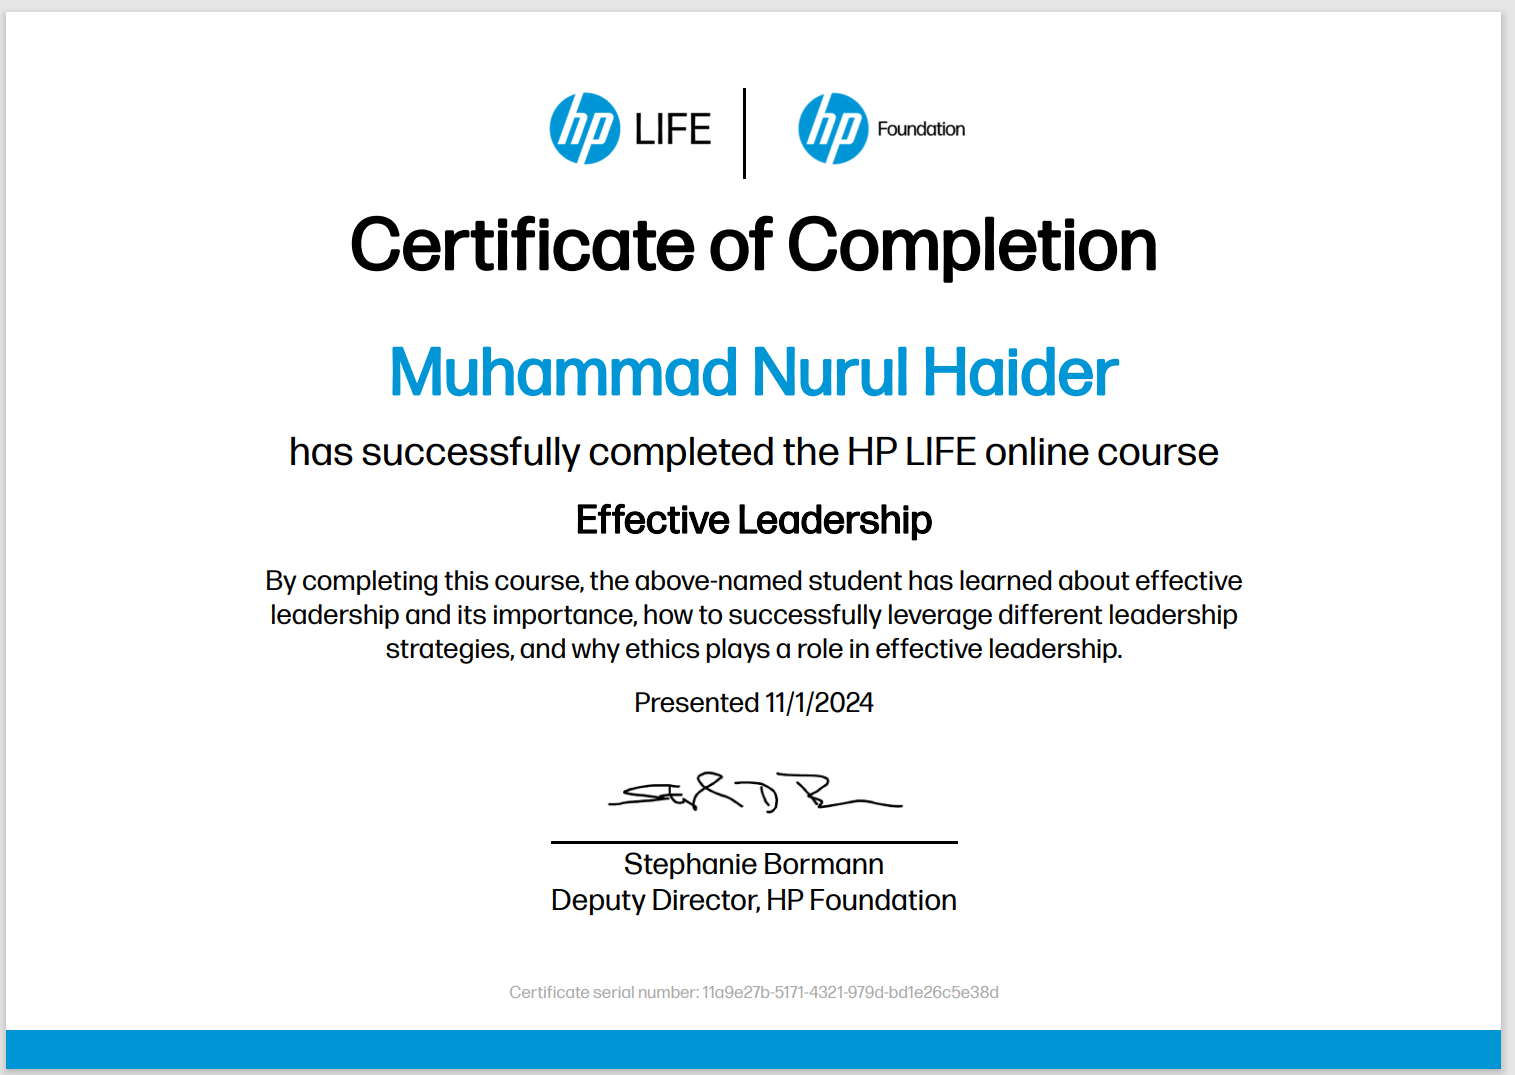 hp LIFE
hp Foundation
Certificate of Completion
Muhammad Nurul Haider
has successfully completed the HP LIFE online course
Effective Leadership
By completing this course, the above-named student has learned about effective
leadership and its importance, how to successfully leverage different leadership
strategies, and why ethics plays a role in effective leadership.
Presented 11/1/2024
Stephanie Bormann
Deputy Director, HP Foundation
Certificate serial number: 11a9e27b-5171-4321-979d-bd1e26c5e38d